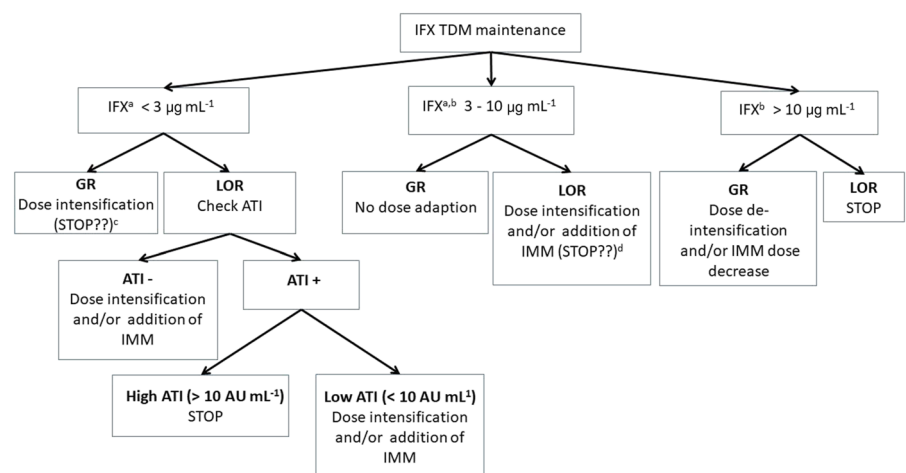 IFX TDM maintenance
IFXᵃ < 3 µg mL⁻¹
IFXᵃ,ᵇ 3 - 10 µg mL⁻¹
IFXᵇ > 10 µg mL⁻¹
GR
Dose intensification
(STOP??)ᶜ
LOR
Check ATI
GR
No dose adaption
LOR
Dose intensification
and/or addition of
IMM (STOP??)ᵈ
GR
Dose de-
intensification
and/or IMM dose
decrease
LOR
STOP
ATI -
Dose intensification
and/or addition of
IMM
ATI +
High ATI (> 10 AU mL⁻¹)
STOP
Low ATI (< 10 AU mL¹)
Dose intensification
and/or addition of
IMM